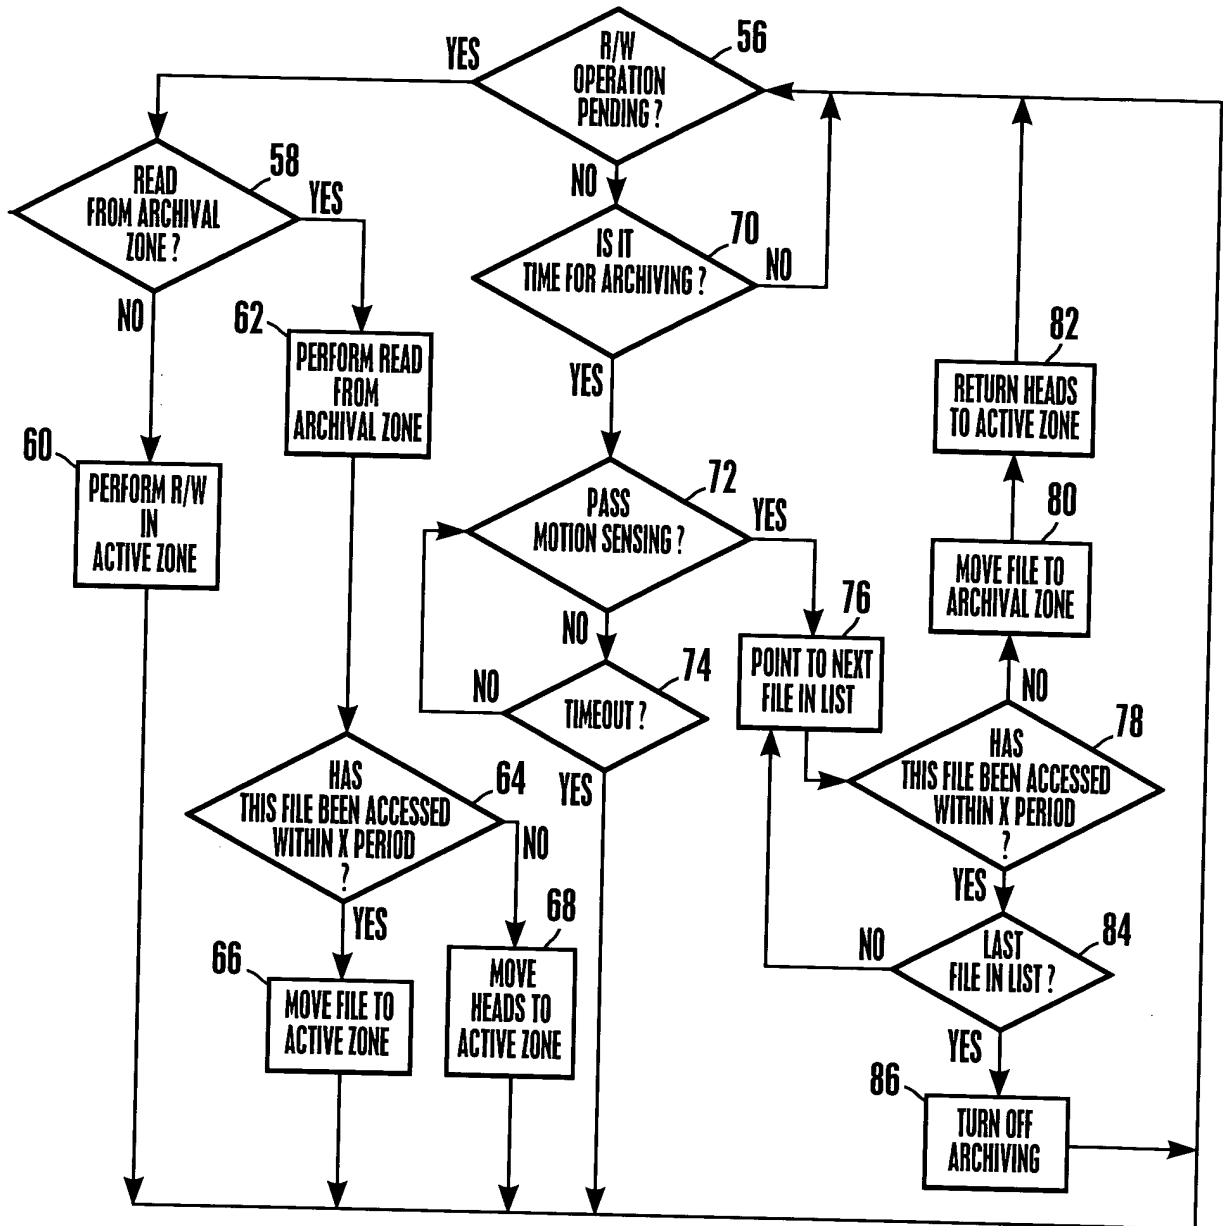 R/W
OPERATION
PENDING ?
56
YES
NO
READ
FROM ARCHIVAL
ZONE ?
58
YES
NO
IS IT
TIME FOR ARCHIVING ?
70
NO
YES
62
PERFORM READ
FROM
ARCHIVAL ZONE
60
PERFORM R/W
IN
ACTIVE ZONE
PASS
MOTION SENSING ?
72
YES
NO
TIMEOUT ?
74
NO
YES
76
POINT TO NEXT
FILE IN LIST
82
RETURN HEADS
TO ACTIVE ZONE
80
MOVE FILE TO
ARCHIVAL ZONE
NO
78
HAS
THIS FILE BEEN ACCESSED
WITHIN X PERIOD
?
YES
HAS
THIS FILE BEEN ACCESSED
WITHIN X PERIOD
?
64
NO
YES
66
MOVE FILE TO
ACTIVE ZONE
68
MOVE
HEADS TO
ACTIVE ZONE
LAST
FILE IN LIST ?
84
NO
YES
86
TURN OFF
ARCHIVING